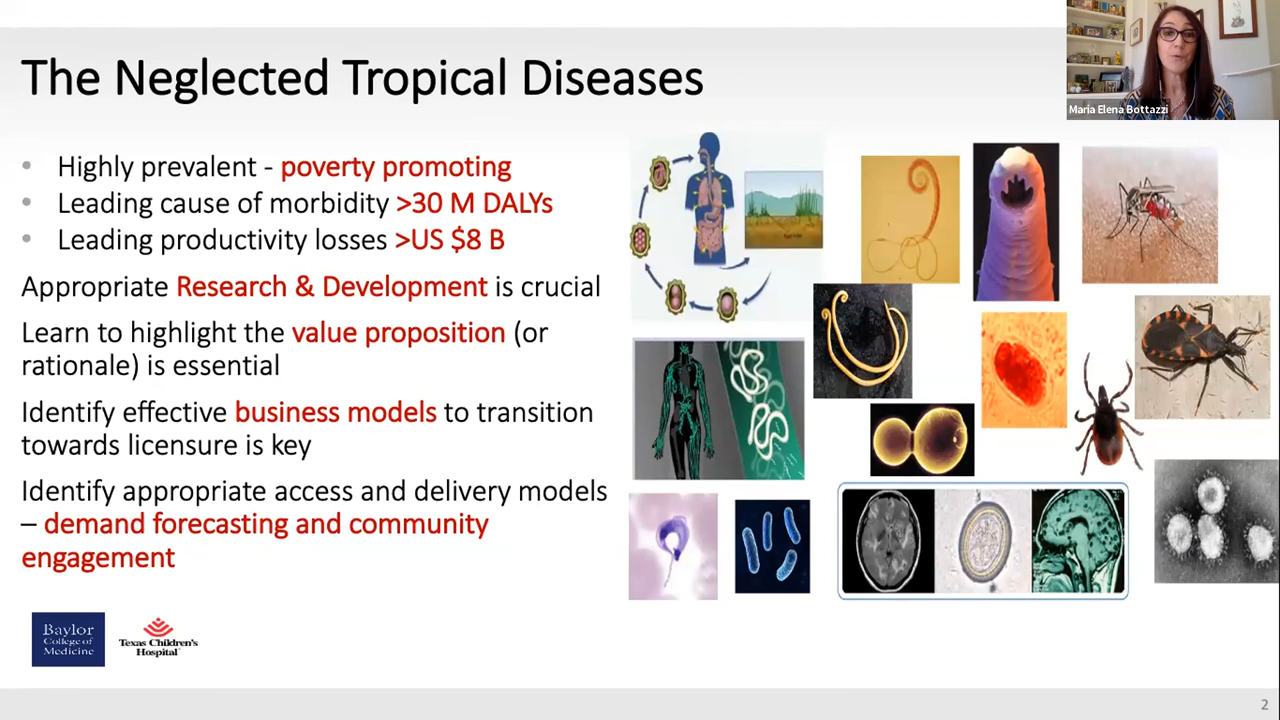 The Neglected Tropical Diseases
Maria Elena Bottazzi
• Highly prevalent - poverty promoting
• Leading cause of morbidity >30 M DALYs
• Leading productivity losses >US $8 B
Appropriate Research & Development is crucial
Learn to highlight the value proposition (or
rationale) is essential
Identify effective business models to transition
towards licensure is key
Identify appropriate access and delivery models
– demand forecasting and community
engagement
Baylor
College of
Medicine
Texas Children's
Hospital
2